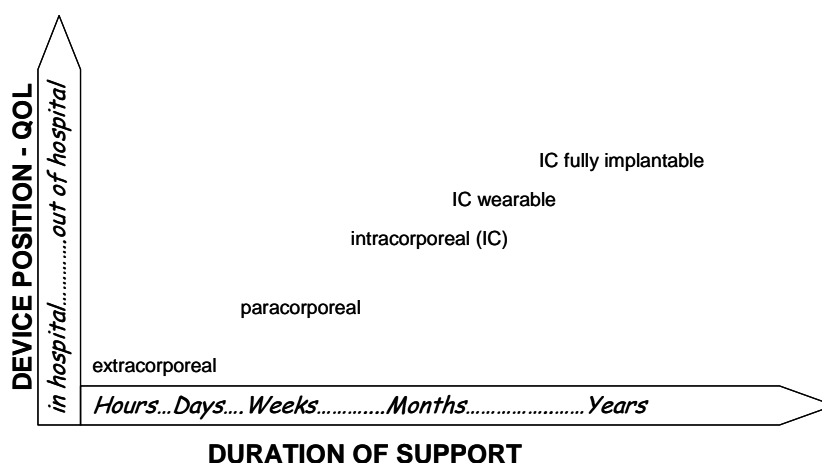 DEVICE POSITION - QOL
in hospital............out of hospital
IC fully implantable
IC wearable
intracorporeal (IC)
paracorporeal
extracorporeal
Hours...Days.... Weeks...............Months......................Years
DURATION OF SUPPORT